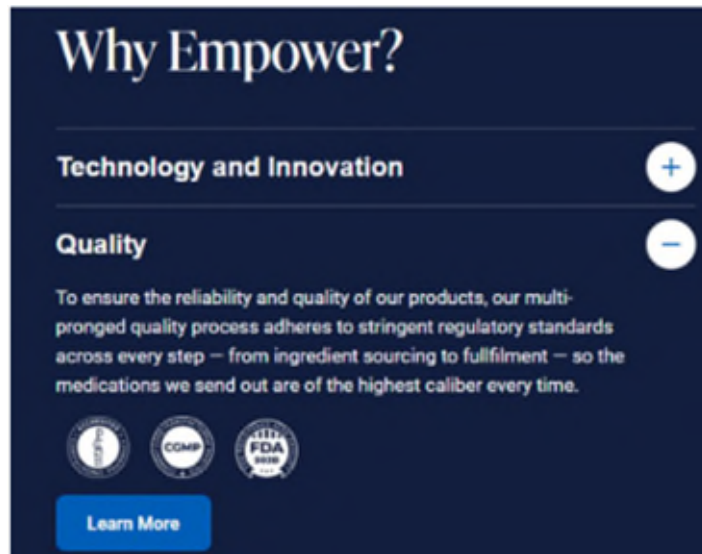 Why Empower?
Technology and Innovation
Quality
To ensure the reliability and quality of our products, our multi-
pronged quality process adheres to stringent regulatory standards
across every step — from ingredient sourcing to fullfilment — so the
medications we send out are of the highest caliber every time.
CGMP
FDA
Learn More